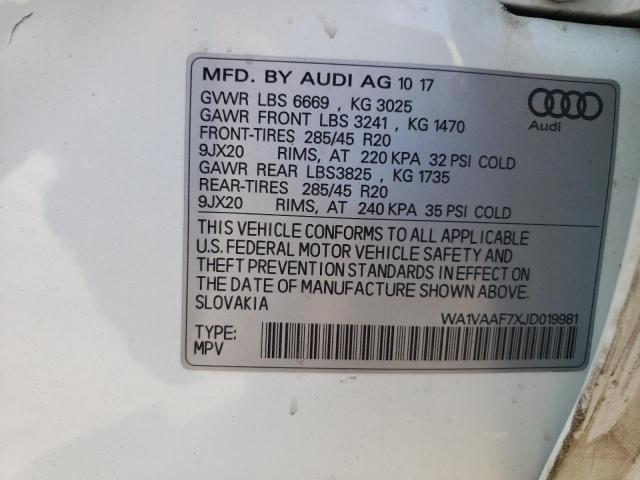 MFD. BY AUDI AG 10 17
GVWR LBS 6669 , KG 3025
GAWR FRONT LBS 3241 , KG 1470
FRONT-TIRES 285/45 R20
9JX20 RIMS, AT 220 KPA 32 PSI COLD
GAWR REAR LBS3825 , KG 1735
REAR-TIRES 285/45 R20
9JX20 RIMS, AT 240 KPA 35 PSI COLD
Audi
THIS VEHICLE CONFORMS TO ALL APPLICABLE
U.S. FEDERAL MOTOR VEHICLE SAFETY AND
THEFT PREVENTION STANDARDS IN EFFECT ON
THE DATE OF MANUFACTURE SHOWN ABOVE.
SLOVAKIA
WA1VAAF7XJD019981
TYPE:
MPV